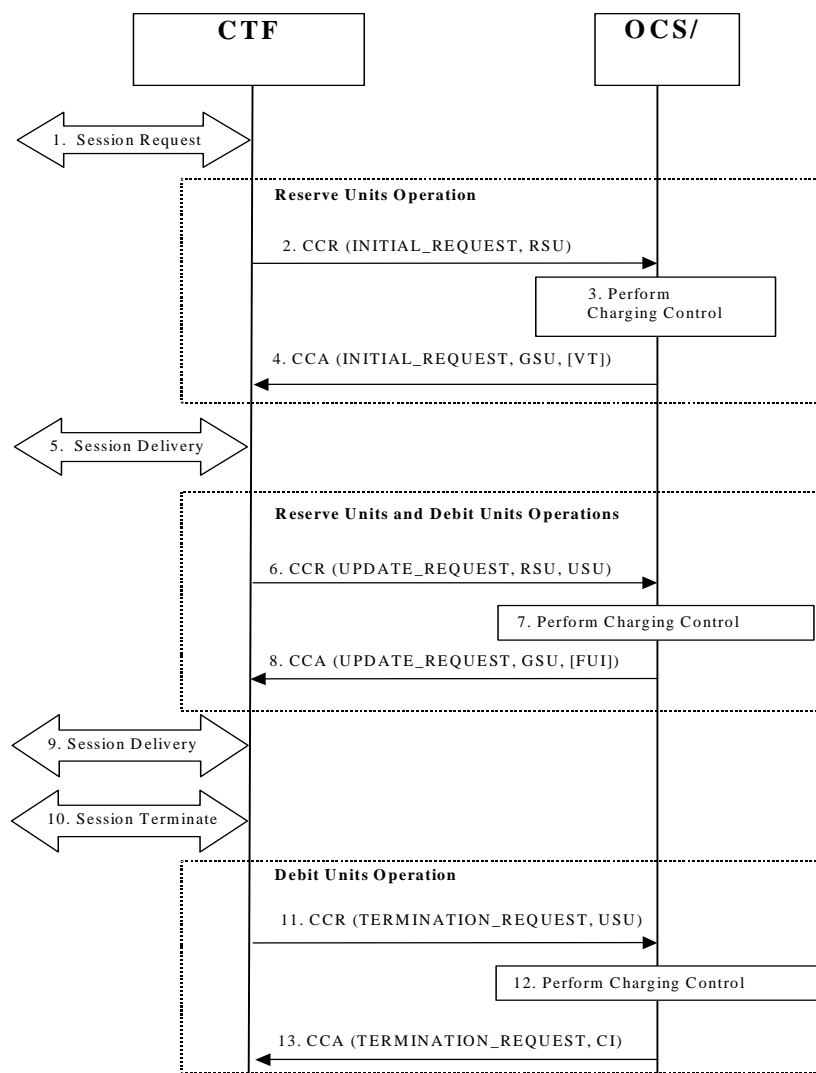 CTF
OCS/
1. Session Request
Reserve Units Operation
2. CCR (INITIAL_REQUEST, RSU)
3. Perform
Charging Control
4. CCA (INITIAL_REQUEST, GSU, [VT])
5. Session Delivery
Reserve Units and Debit Units Operations
6. CCR (UPDATE_REQUEST, RSU, USU)
7. Perform Charging Control
8. CCA (UPDATE_REQUEST, GSU, [FUI])
9. Session Delivery
10. Session Terminate
Debit Units Operation
11. CCR (TERMINATION_REQUEST, USU)
12. Perform Charging Control
13. CCA (TERMINATION_REQUEST, CI)